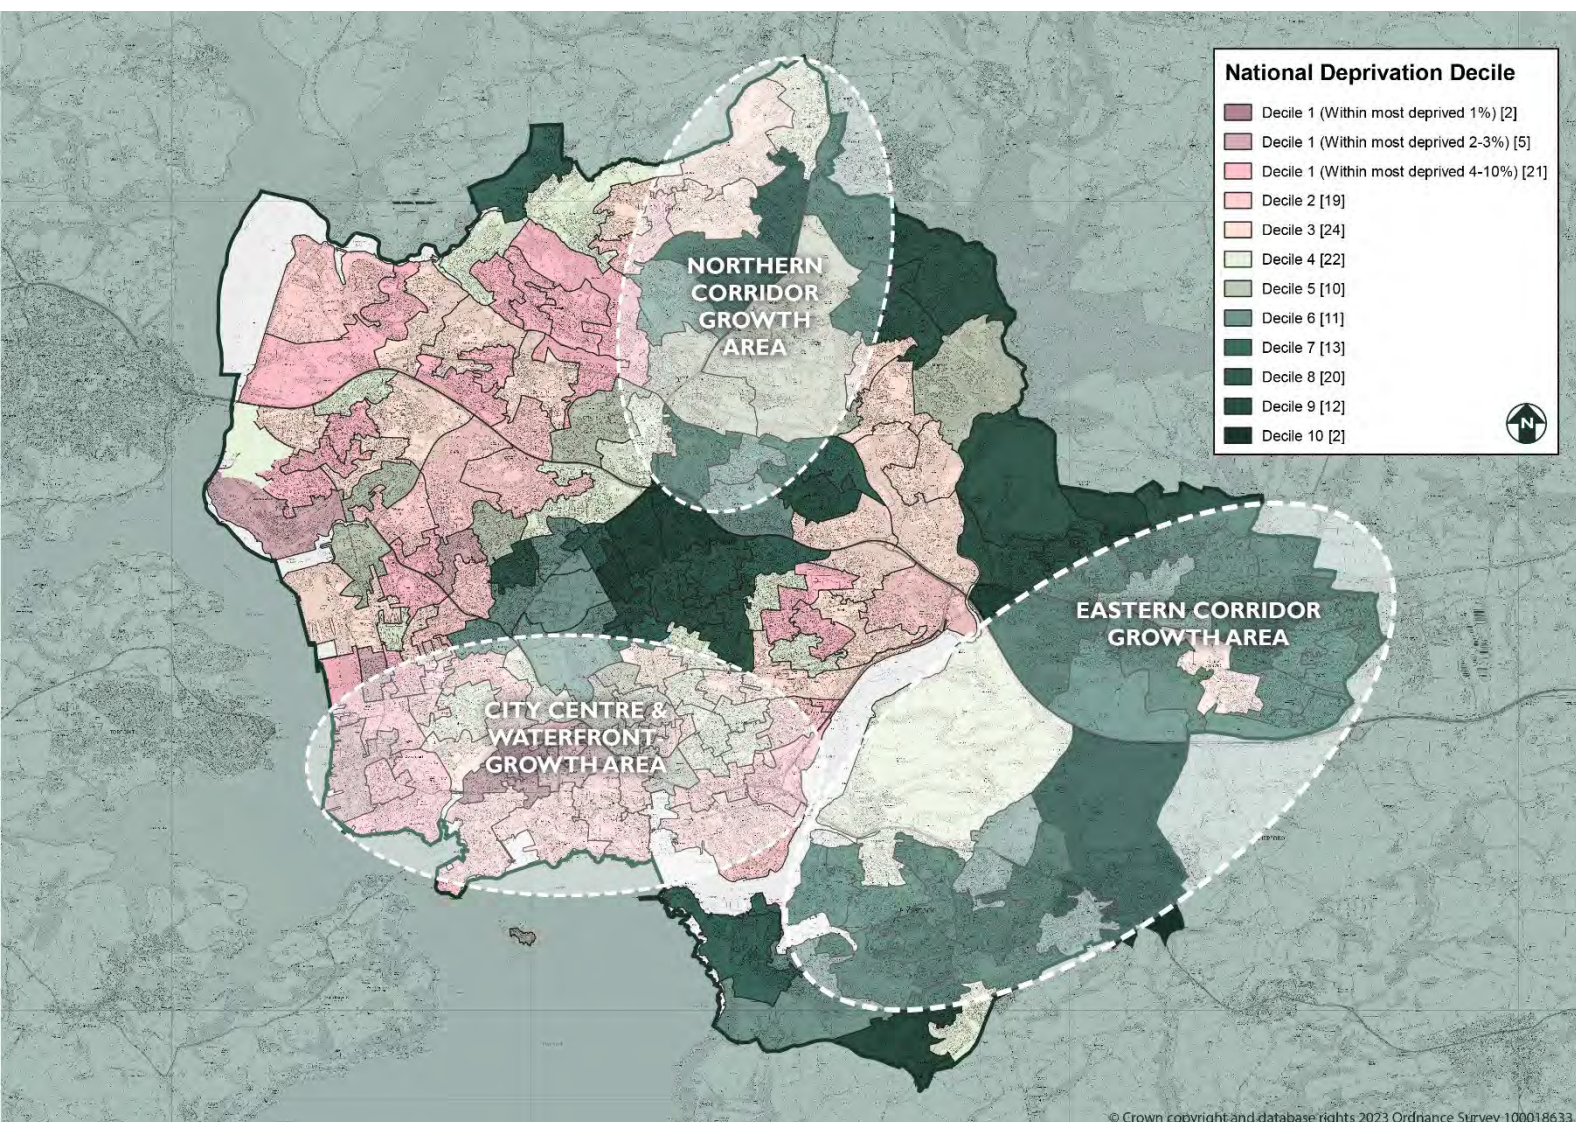 National Deprivation Decile
Decile 1 (Within most deprived 1%) [2]
Decile 1 (Within most deprived 2-3%) [5]
Decile 1 (Within most deprived 4-10%) [21]
Decile 2 [19]
Decile 3 [24]
Decile 4 [22]
Decile 5 [10]
Decile 6 [11]
Decile 7 [13]
Decile 8 [20]
Decile 9 [12]
Decile 10 [2]
N
NORTHERN
CORRIDOR
GROWTH
AREA
EASTERN CORRIDOR
GROWTH AREA
CITY CENTRE &
WATERFRONT
GROWTH AREA
© Crown copyright and database rights 2023 Ordnance Survey 100018633